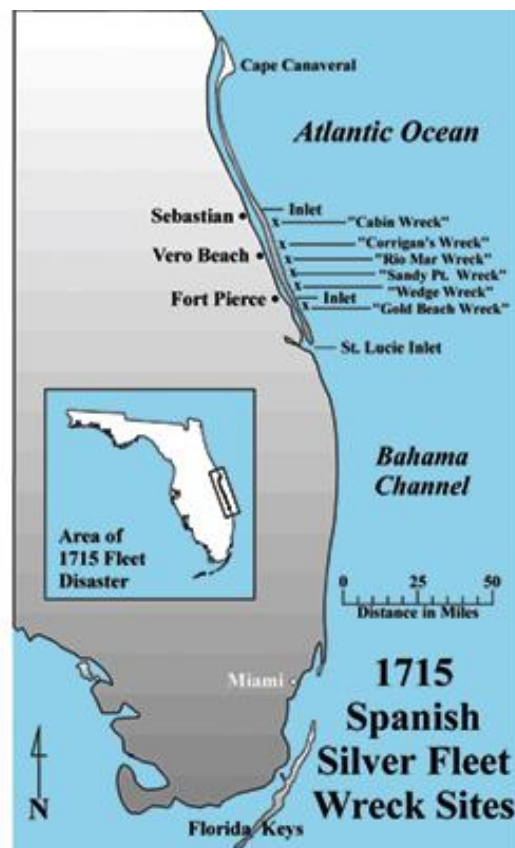 Cape Canaveral
Atlantic Ocean
Inlet
Sebastian
x
"Cabin Wreck"
x
"Corrigan's Wreck"
Vero Beach
x
"Rio Mar Wreck"
x
"Sandy Pt. Wreck"
x
"Wedge Wreck"
Fort Pierce
Inlet
x
"Gold Beach Wreck"
St. Lucie Inlet
Bahama
Channel
Area of
1715 Fleet
Disaster
0 25 50
Distance in Miles
Miami
1715
Spanish
Silver Fleet
Wreck Sites
N
Florida Keys